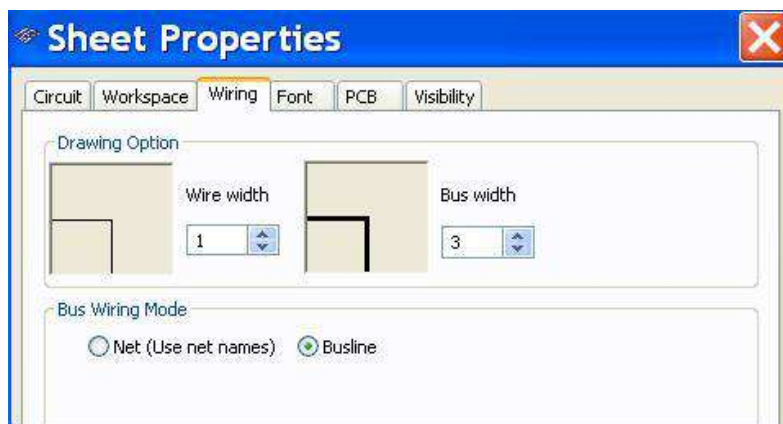 Sheet Properties
Circuit Workspace Wiring Font PCB Visibility
Drawing Option
Wire width Bus width
1 3
Bus Wiring Mode
Net (Use net names) Busline